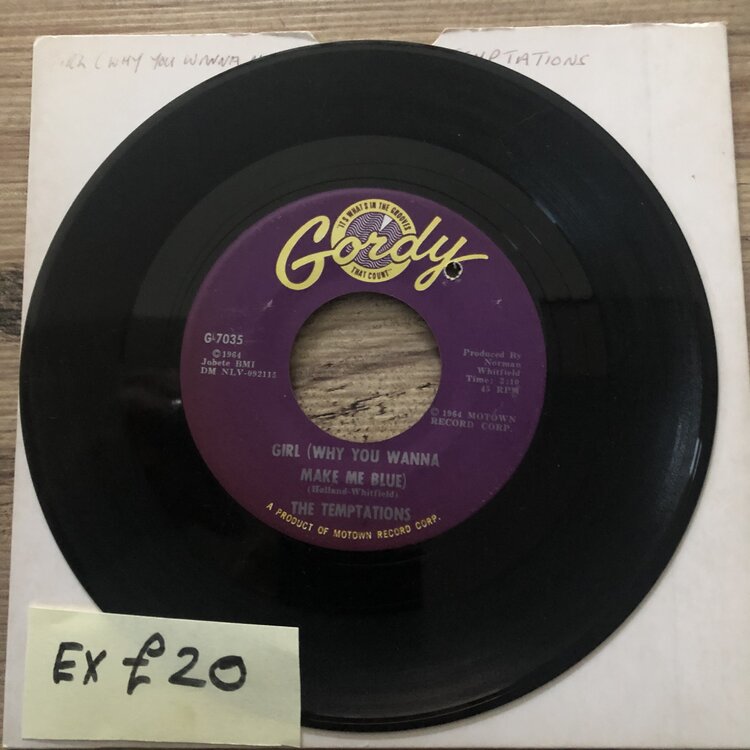 (WHY YOU WANNA
"IT'S WHAT'S IN THE GROOVES
Gordy
THAT COUNT"
G-7035
©1964
Jobete BMI
DM NLV-092115
Produced By
Norman
Whitfield
Time: 2:10
45 RPM
© 1964 MOTOWN
RECORD CORP.
GIRL (WHY YOU WANNA
MAKE ME BLUE)
(Holland-Whitfield)
THE TEMPTATIONS
A PRODUCT OF MOTOWN RECORD CORP.
EX £20